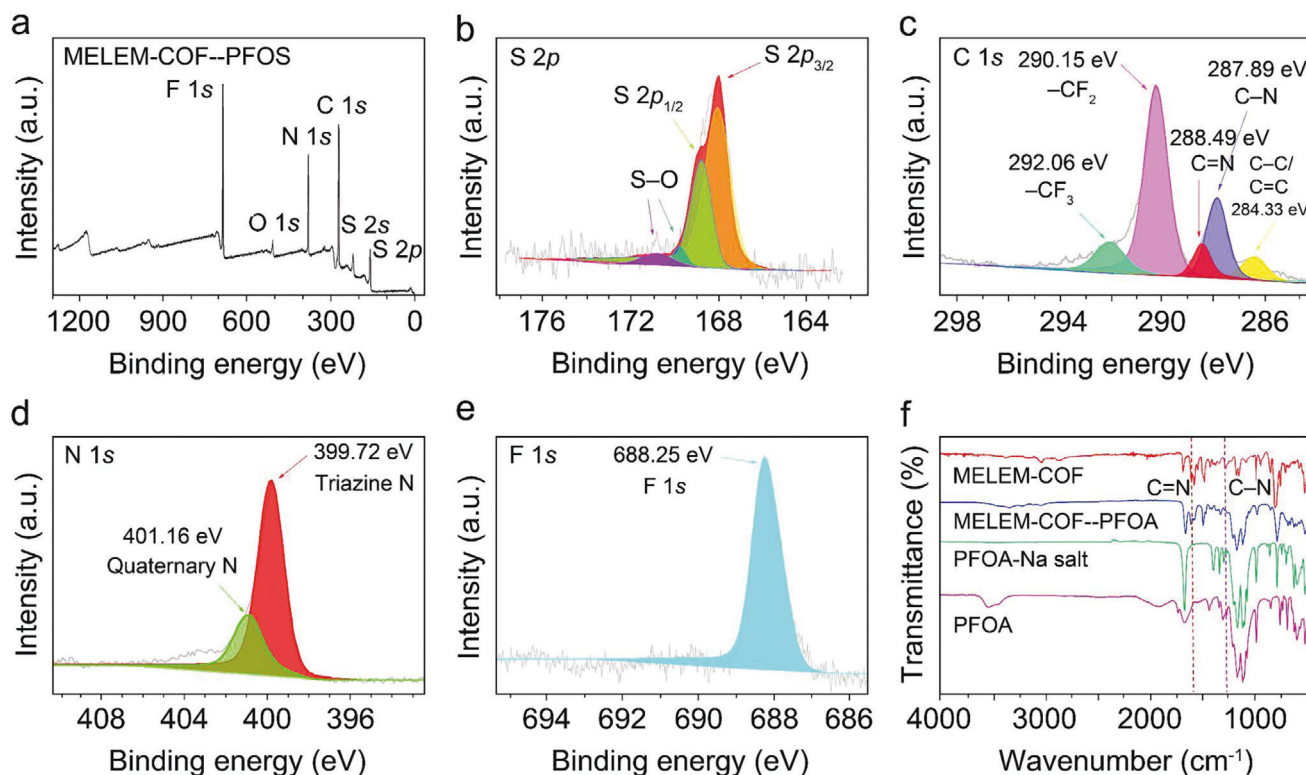 a
MELEM-COF--PFOS
F 1s
C 1s
N 1s
O 1s
S 2s
S 2p
Intensity (a.u.)
1200 900 600 300 0
Binding energy (eV)
b
S 2p
S 2p3/2
S 2p1/2
S–O
Intensity (a.u.)
176 172 168 164
Binding energy (eV)
c
C 1s
290.15 eV
–CF2
287.89 eV
C–N
288.49 eV
C=N
C–C/
C=C
284.33 eV
292.06 eV
–CF3
Intensity (a.u.)
298 294 290 286
Binding energy (eV)
d
N 1s
399.72 eV
Triazine N
401.16 eV
Quaternary N
Intensity (a.u.)
408 404 400 396
Binding energy (eV)
e
F 1s
688.25 eV
F 1s
Intensity (a.u.)
694 692 690 688 686
Binding energy (eV)
f
MELEM-COF
C=N
C–N
MELEM-COF--PFOA
PFOA-Na salt
PFOA
Transmittance (%)
4000 3000 2000 1000
Wavenumber (cm-1)